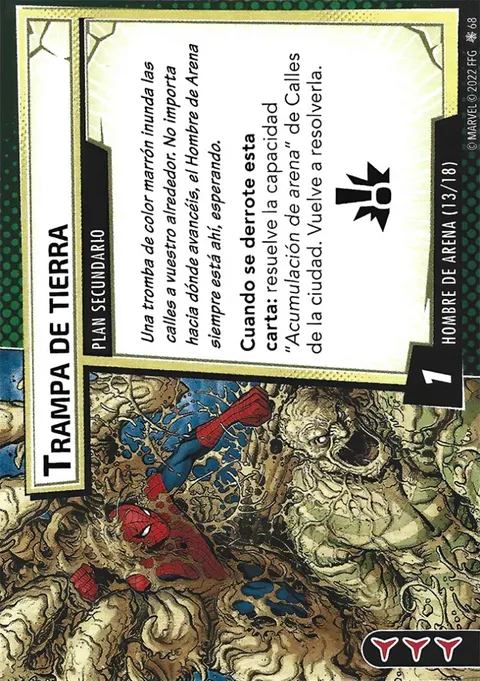 TRAMPA DE TIERRA
PLAN SECUNDARIO
Una tromba de color marrón inunda las
calles a vuestro alrededor. No importa
hacia dónde avancéis, el Hombre de Arena
siempre está ahí, esperando.
Cuando se derrote esta
carta: resuelve la capacidad
“Acumulación de arena” de Calles
de la ciudad. Vuelve a resolverla.
1
HOMBRE DE ARENA (13/18)
© MARVEL © 2022 FFG 68